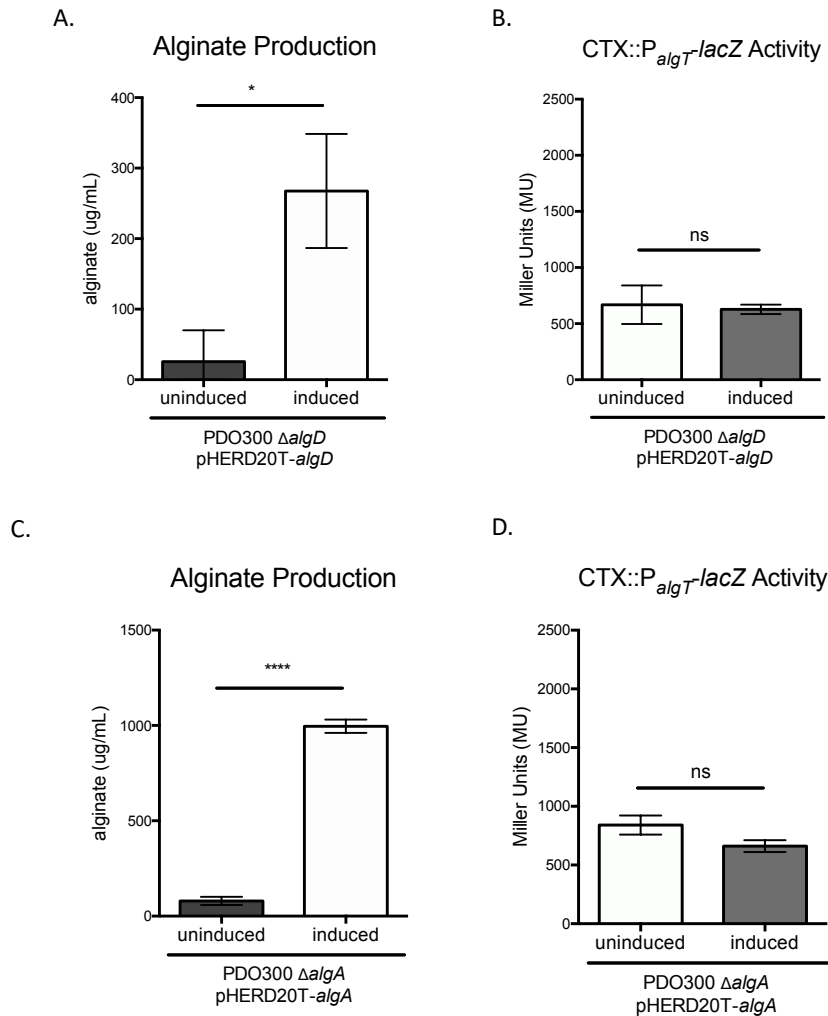 A.
Alginate Production
400
300
200
100
0
alginate (ug/mL)
*
uninduced induced
PDO300 ΔalgD
pHERD20T-algD
B.
CTX::PalgT-lacZ Activity
2500
2000
1500
1000
500
0
Miller Units (MU)
ns
uninduced induced
PDO300 ΔalgD
pHERD20T-algD
C.
Alginate Production
1500
1000
500
0
alginate (ug/mL)
****
uninduced induced
PDO300 ΔalgA
pHERD20T-algA
D.
CTX::PalgT-lacZ Activity
2500
2000
1500
1000
500
0
Miller Units (MU)
ns
uninduced induced
PDO300 ΔalgA
pHERD20T-algA